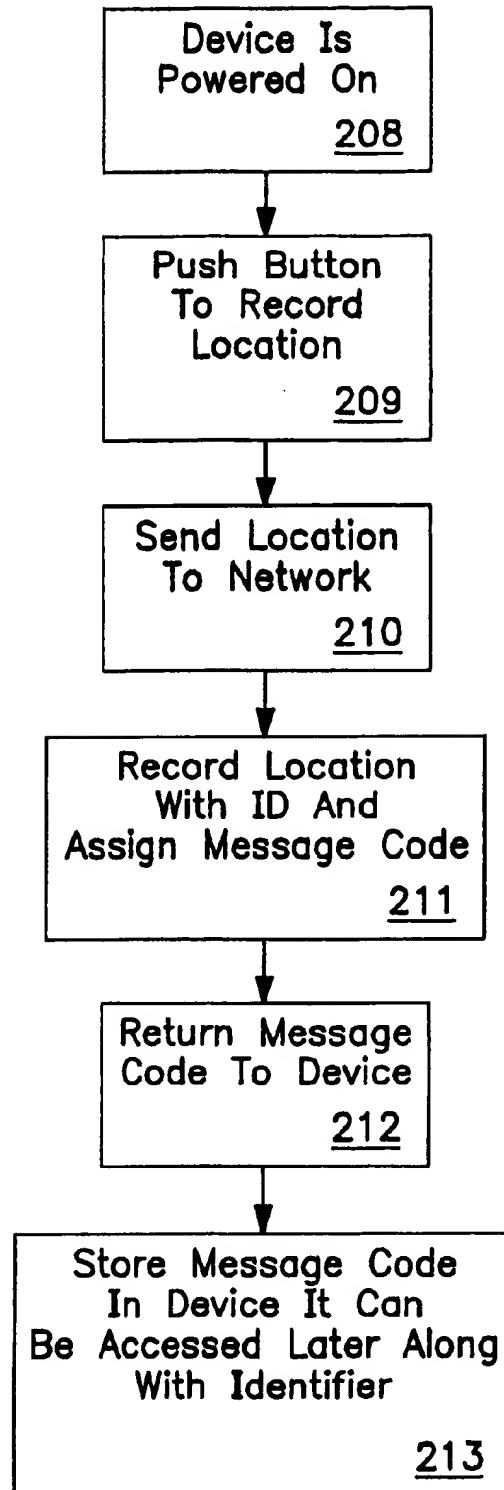 Device Is
Powered On
208
Push Button
To Record
Location
209
Send Location
To Network
210
Record Location
With ID And
Assign Message Code
211
Return Message
Code To Device
212
Store Message Code
In Device It Can
Be Accessed Later Along
With Identifier
213